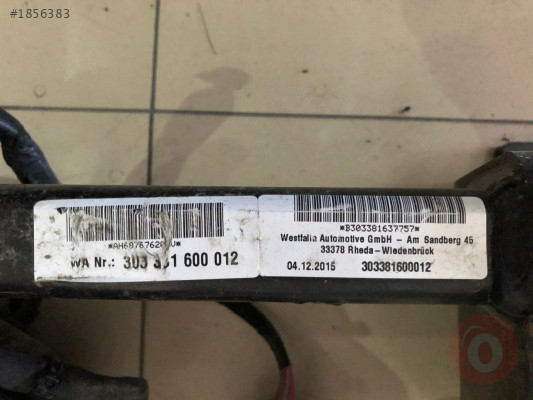 #1856383
WA Nr.: 303 381 600 012
*B303381637757*
Westfalia Automotive GmbH - Am Sandberg 45
33378 Rheda-Wiedenbrück
04.12.2015 303381600012